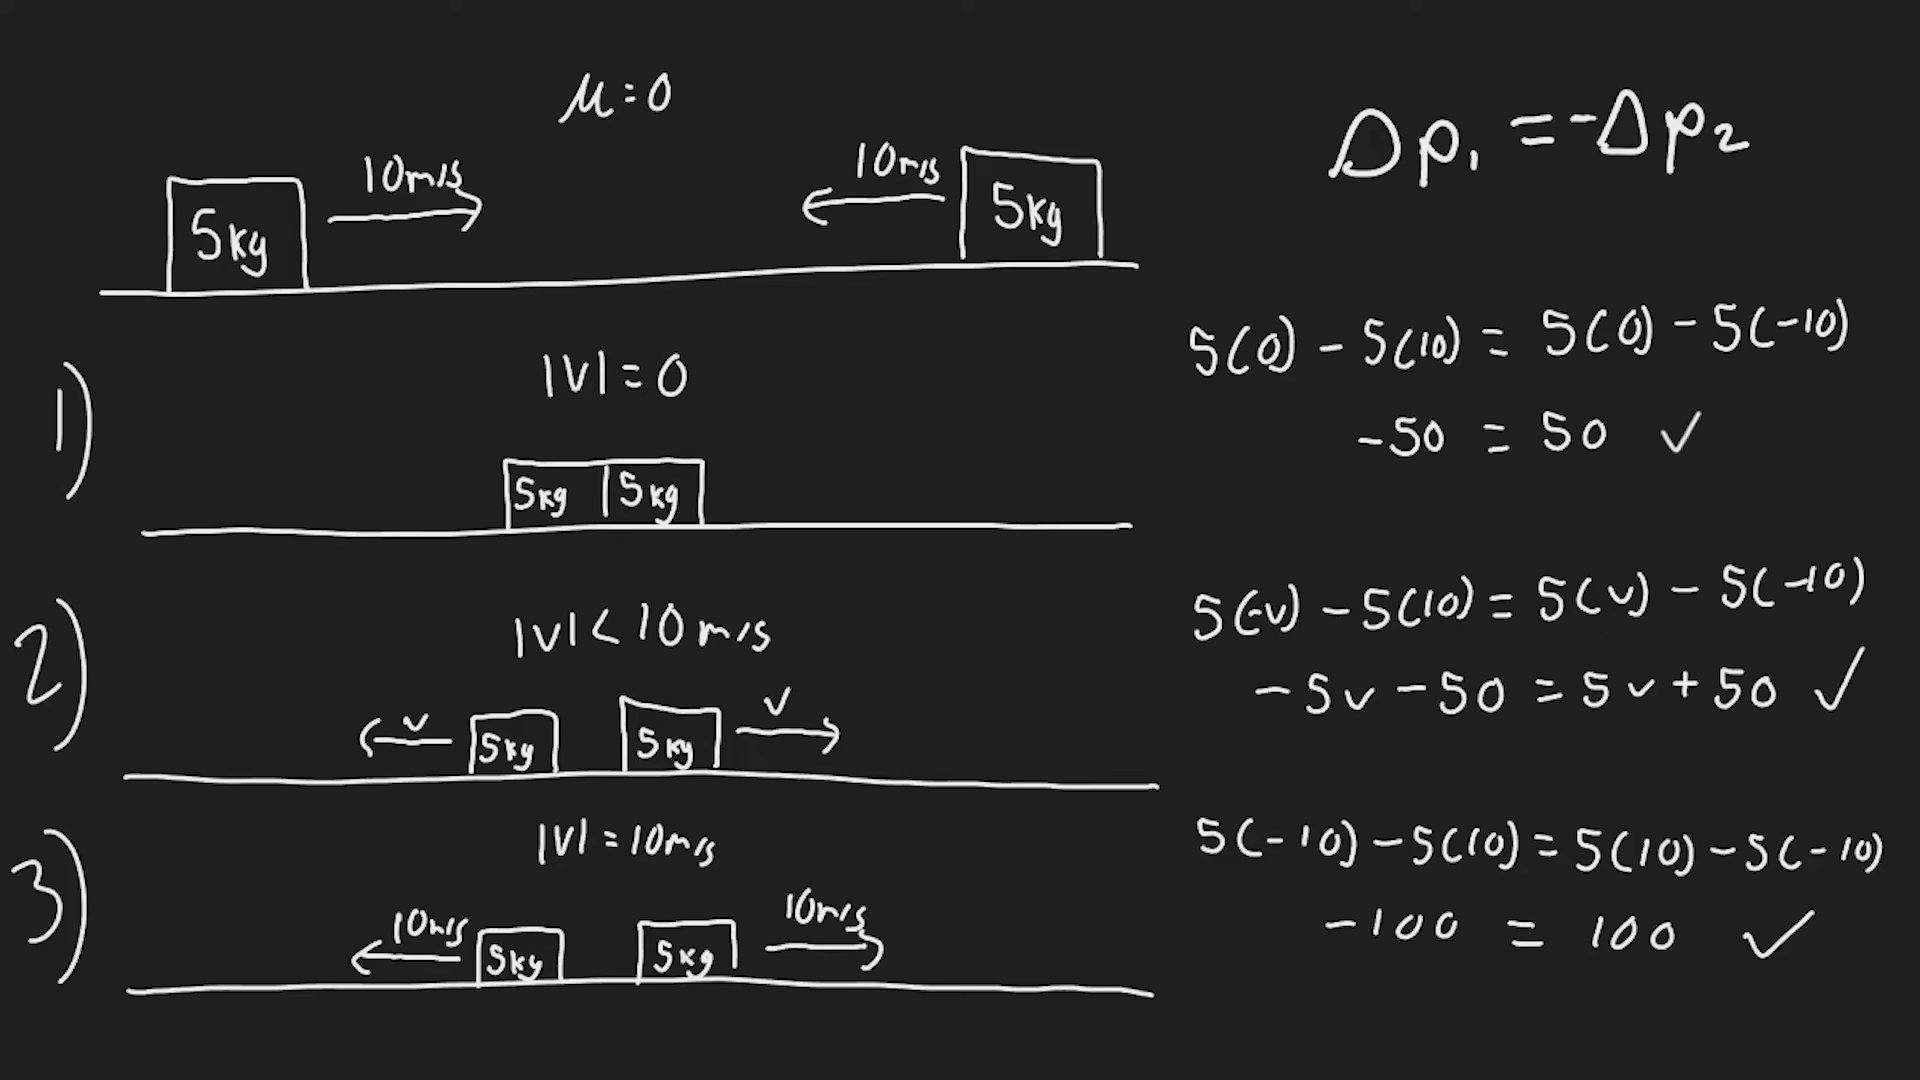 μ=0
10m/s
10m/s
5kg
5kg
Δp₁ = -Δp₂
1)
|v|=0
5kg 5kg
5(0) - 5(10) = 5(0) - 5(-10)
-50 = 50 ✓
2)
|v| < 10m/s
v
v
5kg
5kg
5(-v) - 5(10) = 5(v) - 5(-10)
-5v - 50 = 5v + 50 ✓
3)
|v| = 10m/s
10m/s
10m/s
5kg
5kg
5(-10) - 5(10) = 5(10) - 5(-10)
-100 = 100 ✓